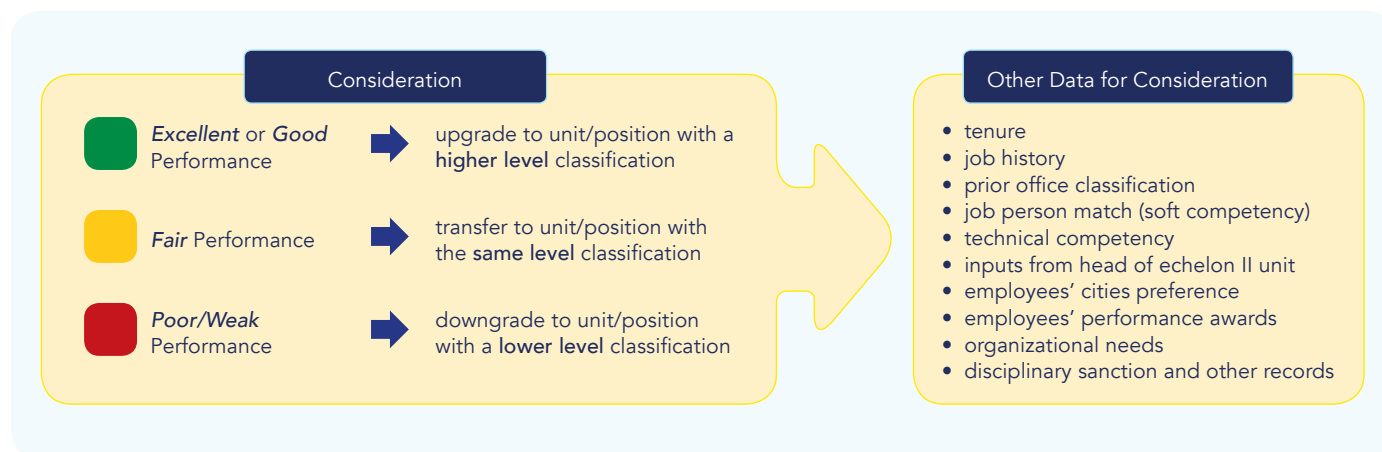 Consideration
Excellent or Good
Performance
upgrade to unit/position with a
higher level classification
Fair Performance
transfer to unit/position with
the same level classification
Poor/Weak
Performance
downgrade to unit/position
with a lower level classification
Other Data for Consideration
• tenure
• job history
• prior office classification
• job person match (soft competency)
• technical competency
• inputs from head of echelon II unit
• employees’ cities preference
• employees’ performance awards
• organizational needs
• disciplinary sanction and other records